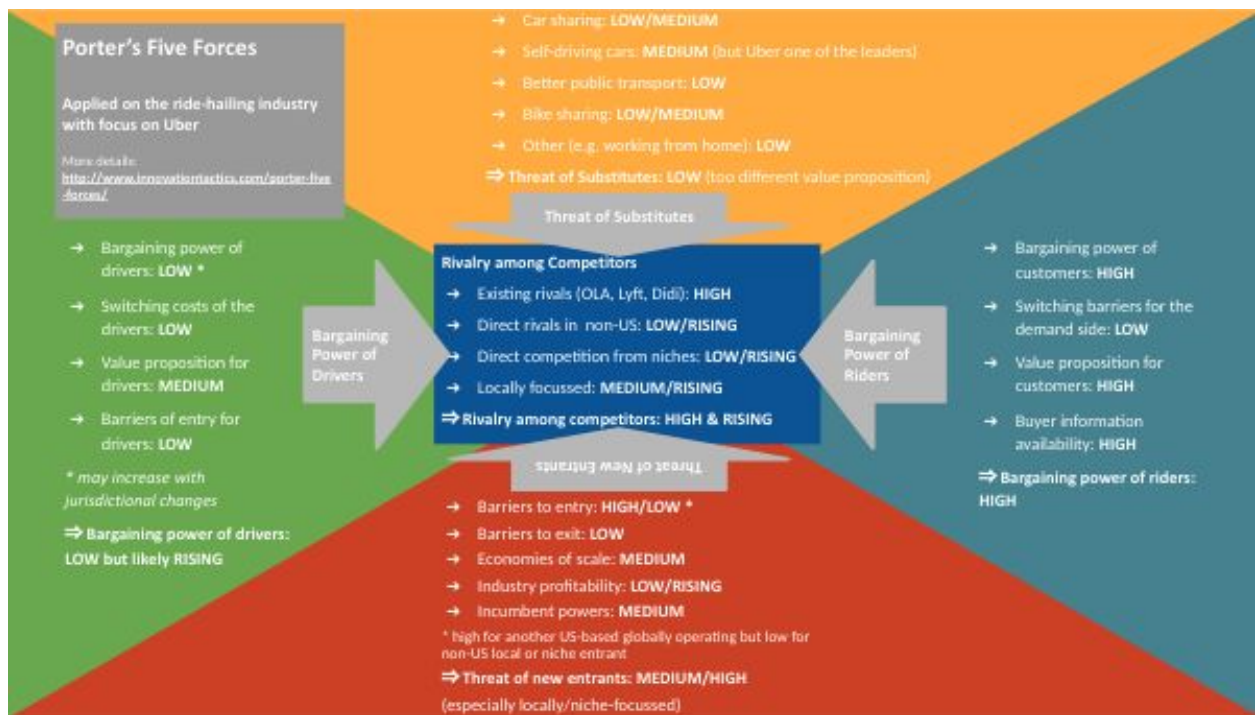 Porter's Five Forces
Applied on the ride-hailing industry
with focus on Uber
More details:
http://www.innovationtactics.com/porter-five
-forces/
→ Car sharing: LOW/MEDIUM
→ Self-driving cars: MEDIUM (but Uber one of the leaders)
→ Better public transport: LOW
→ Bike sharing: LOW/MEDIUM
→ Other (e.g. working from home): LOW
⇒ Threat of Substitutes: LOW (too different value proposition)
Threat of Substitutes
→ Bargaining power of
drivers: LOW *
→ Switching costs of the
drivers: LOW
→ Value proposition for
drivers: MEDIUM
→ Barriers of entry for
drivers: LOW
* may increase with
jurisdictional changes
⇒ Bargaining power of drivers:
LOW but likely RISING
Bargaining
Power of
Drivers
Rivalry among Competitors
→ Existing rivals (OLA, Lyft, Didi): HIGH
→ Direct rivals in non-US: LOW/RISING
→ Direct competition from niches: LOW/RISING
→ Locally focussed: MEDIUM/RISING
⇒ Rivalry among competitors: HIGH & RISING
Bargaining
Power of
Riders
→ Bargaining power of
customers: HIGH
→ Switching barriers for the
demand side: LOW
→ Value proposition for
customers: HIGH
→ Buyer information
availability: HIGH
⇒ Bargaining power of riders:
HIGH
Threat of New Entrants
→ Barriers to entry: HIGH/LOW *
→ Barriers to exit: LOW
→ Economies of scale: MEDIUM
→ Industry profitability: LOW/RISING
→ Incumbent powers: MEDIUM
* high for another US-based globally operating but low for
non-US local or niche entrant
⇒ Threat of new entrants: MEDIUM/HIGH
(especially locally/niche-focussed)